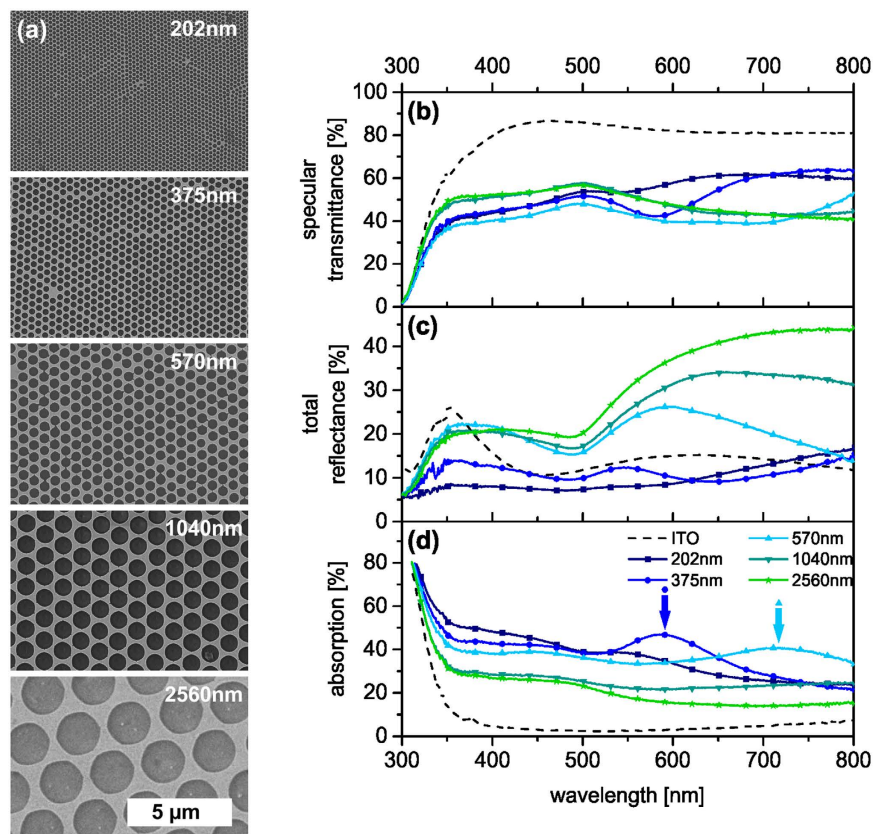 (a)
202nm
375nm
570nm
1040nm
2560nm
5 µm
300 400 500 600 700 800
(b)
specular
transmittance [%]
100
80
60
40
20
0
(c)
total
reflectance [%]
40
30
20
10
0
(d)
absorption [%]
80
60
40
20
0
ITO
202nm
375nm
570nm
1040nm
2560nm
300 400 500 600 700 800
wavelength [nm]